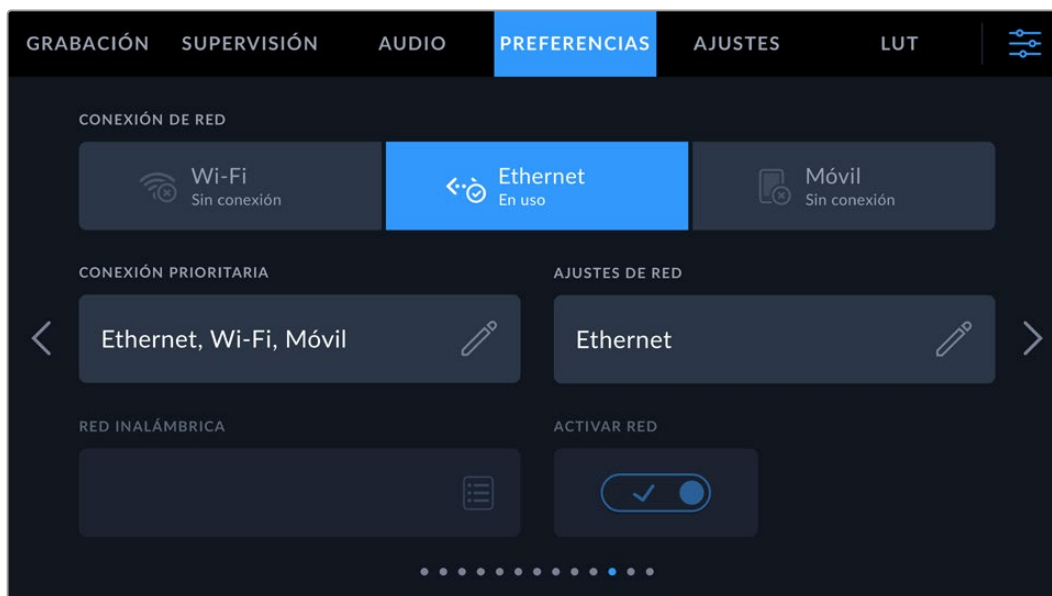 GRABACIÓN SUPERVISIÓN AUDIO PREFERENCIAS AJUSTES LUT
CONEXIÓN DE RED
Wi-Fi
Sin conexión
Ethernet
En uso
Móvil
Sin conexión
CONEXIÓN PRIORITARIA
Ethernet, Wi-Fi, Móvil
AJUSTES DE RED
Ethernet
RED INALÁMBRICA
ACTIVAR RED